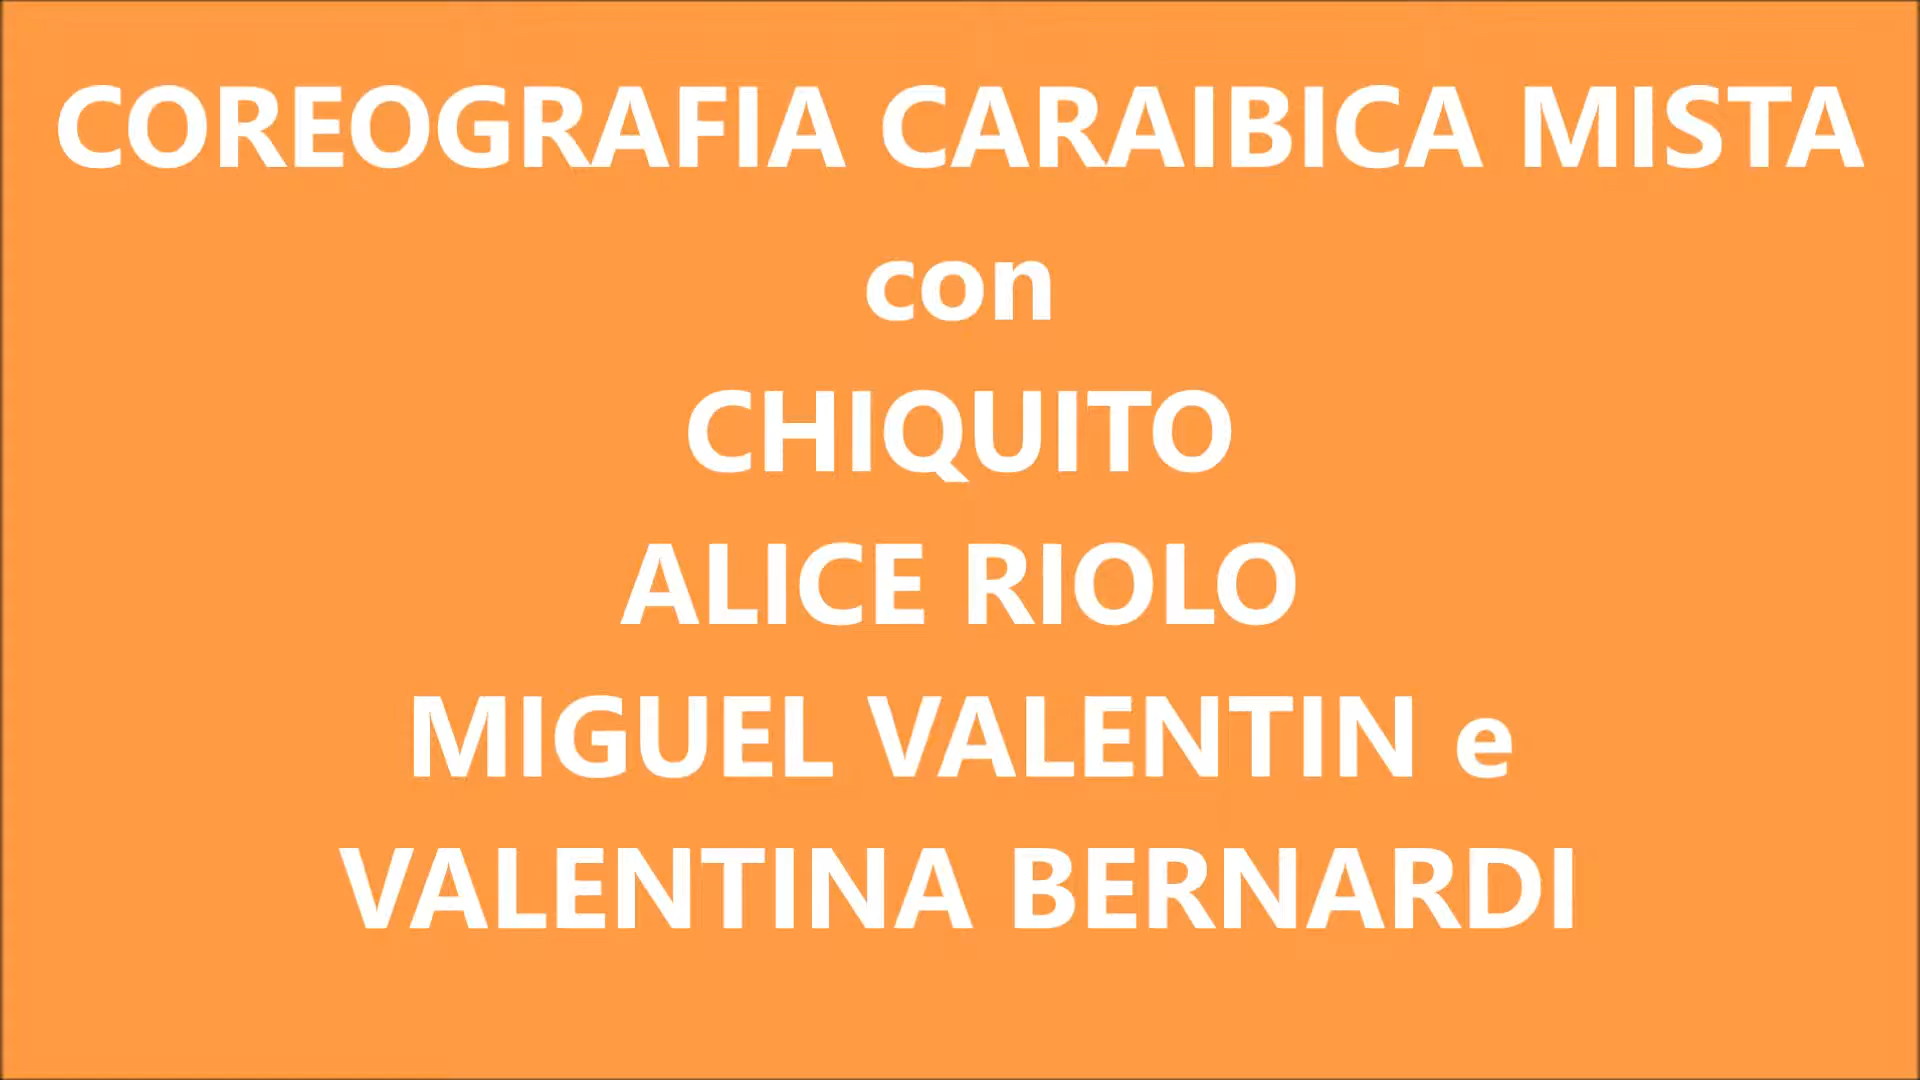 COREOGRAFIA CARAIBICA MISTA
con
CHIQUITO
ALICE RIOLO
MIGUEL VALENTIN e
VALENTINA BERNARDI